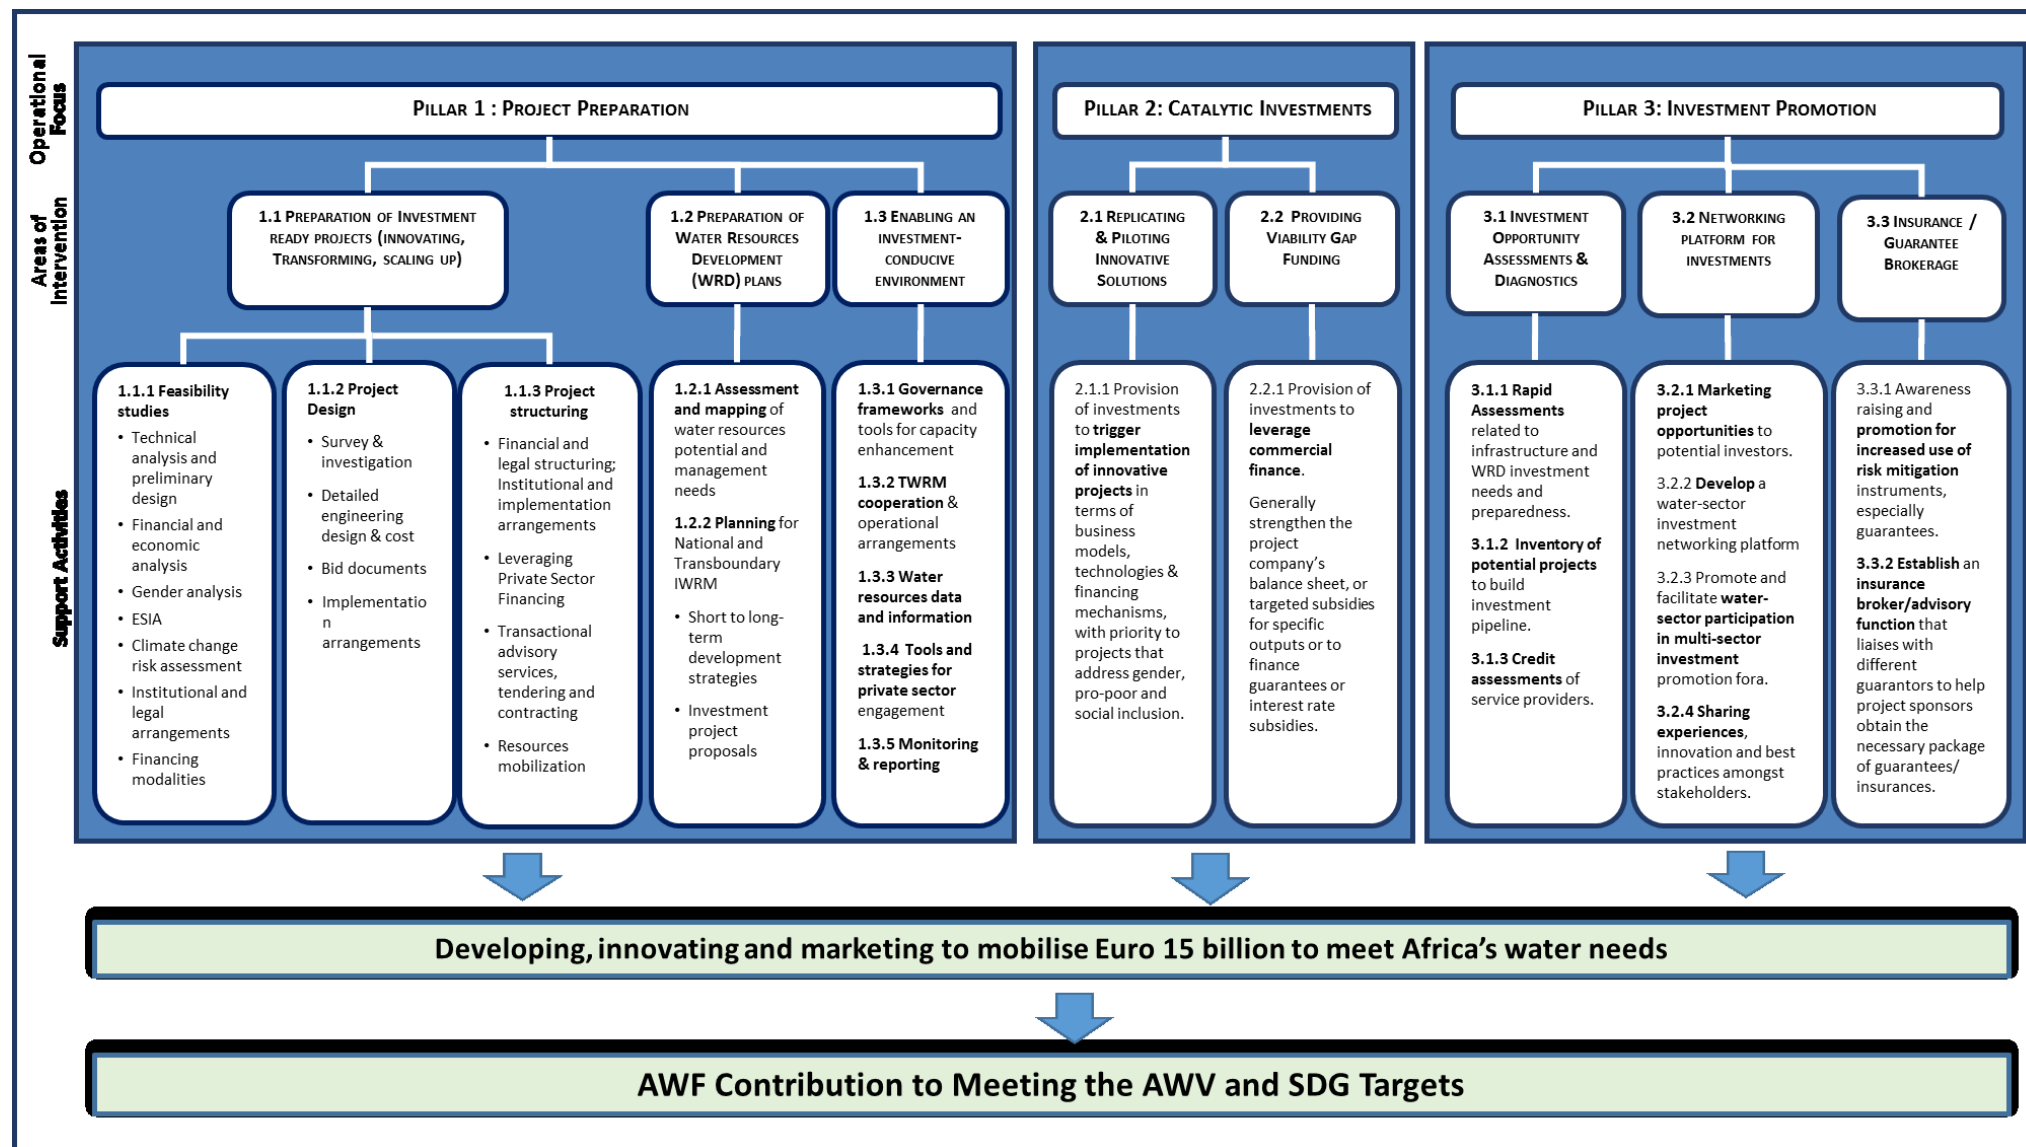 Operational
Focus
PILLAR 1 : PROJECT PREPARATION
PILLAR 2: CATALYTIC INVESTMENTS
PILLAR 3: INVESTMENT PROMOTION
Areas of
Intervention
1.1 PREPARATION OF INVESTMENT
READY PROJECTS (INNOVATING,
TRANSFORMING, SCALING UP)
1.2 PREPARATION OF
WATER RESOURCES
DEVELOPMENT
(WRD) PLANS
1.3 ENABLING AN
INVESTMENT-
CONDUCIVE
ENVIRONMENT
2.1 REPLICATING
& PILOTING
INNOVATIVE
SOLUTIONS
2.2 PROVIDING
VIABILITY GAP
FUNDING
3.1 INVESTMENT
OPPORTUNITY
ASSESSMENTS &
DIAGNOSTICS
3.2 NETWORKING
PLATFORM FOR
INVESTMENTS
3.3 INSURANCE /
GUARANTEE
BROKERAGE
Support Activities
1.1.1 Feasibility
studies
• Technical
analysis and
preliminary
design
• Financial and
economic
analysis
• Gender analysis
• ESIA
• Climate change
risk assessment
• Institutional and
legal
arrangements
• Financing
modalities
1.1.2 Project
Design
• Survey &
investigation
• Detailed
engineering
design & cost
• Bid documents
• Implementatio
n
arrangements
1.1.3 Project
structuring
• Financial and
legal structuring;
Institutional and
implementation
arrangements
• Leveraging
Private Sector
Financing
• Transactional
advisory
services,
tendering and
contracting
• Resources
mobilization
1.2.1 Assessment
and mapping of
water resources
potential and
management
needs
1.2.2 Planning for
National and
Transboundary
IWRM
• Short to long-
term
development
strategies
• Investment
project
proposals
1.3.1 Governance
frameworks and
tools for capacity
enhancement
1.3.2 TWRM
cooperation &
operational
arrangements
1.3.3 Water
resources data
and information
1.3.4 Tools and
strategies for
private sector
engagement
1.3.5 Monitoring
& reporting
2.1.1 Provision
of investments
to trigger
implementation
of innovative
projects in
terms of
business
models,
technologies &
financing
mechanisms,
with priority to
projects that
address gender,
pro-poor and
social inclusion.
2.2.1 Provision of
investments to
leverage
commercial
finance.
Generally
strengthen the
project
company's
balance sheet, or
targeted subsidies
for specific
outputs or to
finance
guarantees or
interest rate
subsidies.
3.1.1 Rapid
Assessments
related to
infrastructure and
WRD investment
needs and
preparedness.
3.1.2 Inventory of
potential projects
to build
investment
pipeline.
3.1.3 Credit
assessments of
service providers.
3.2.1 Marketing
project
opportunities to
potential investors.
3.2.2 Develop a
water-sector
investment
networking platform
3.2.3 Promote and
facilitate water-
sector participation
in multi-sector
investment
promotion fora.
3.2.4 Sharing
experiences,
innovation and best
practices amongst
stakeholders.
3.3.1 Awareness
raising and
promotion for
increased use of
risk mitigation
instruments,
especially
guarantees.
3.3.2 Establish an
insurance
broker/advisory
function that
liaises with
different
guarantors to help
project sponsors
obtain the
necessary package
of guarantees/
insurances.
Developing, innovating and marketing to mobilise Euro 15 billion to meet Africa's water needs
AWF Contribution to Meeting the AWV and SDG Targets